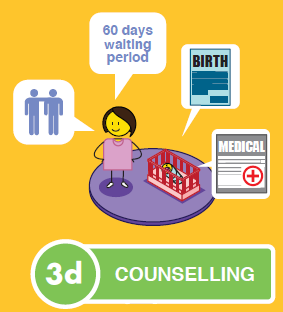 60 days
waiting
period
BIRTH
MEDICAL
3d
COUNSELLING